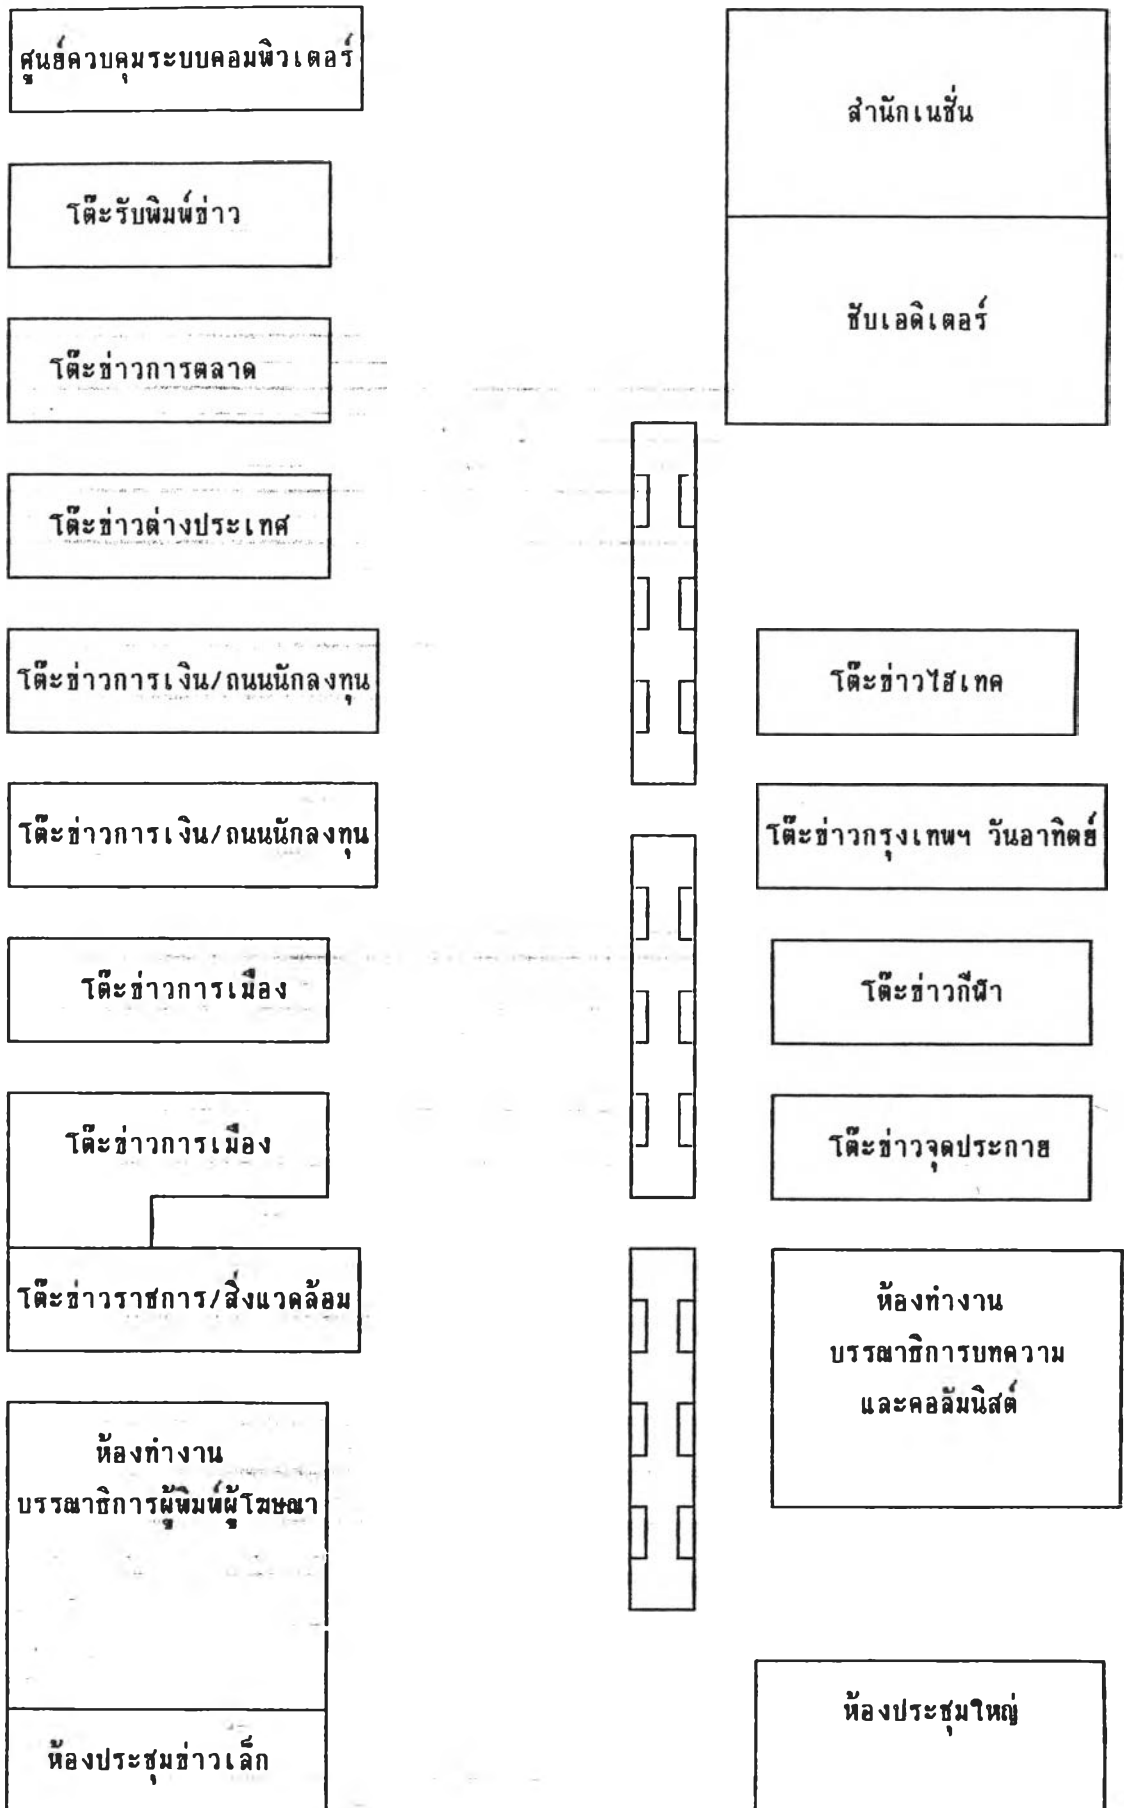 ศูนย์ควบคุมระบบคอมพิวเตอร์
โต๊ะรับพิมพ์ข่าว
โต๊ะข่าวการตลาด
โต๊ะข่าวต่างประเทศ
โต๊ะข่าวการเงิน/ถนนนักลงทุน
โต๊ะข่าวการเงิน/ถนนนักลงทุน
โต๊ะข่าวการเมือง
โต๊ะข่าวการเมือง
โต๊ะข่าวราชการ/สิ่งแวดล้อม
ห้องทำงาน
บรรณาธิการผู้พิมพ์ผู้โฆษณา
ห้องประชุมข่าวเล็ก
สำนักเนชั่น
ซับเอดิเตอร์
โต๊ะข่าวไฮเทค
โต๊ะข่าวกรุงเทพฯ วันอาทิตย์
โต๊ะข่าวกีฬา
โต๊ะข่าวจุดประกาย
ห้องทำงาน
บรรณาธิการบทความ
และคอลัมนิสต์
ห้องประชุมใหญ่